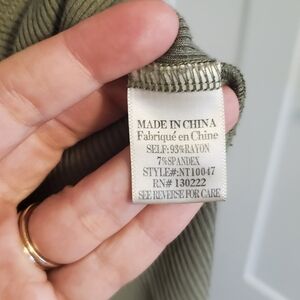 MADE IN CHINA
Fabriqué en Chine
SELF: 93%RAYON
7%SPANDEX
STYLE#:NT10047
RN# 130222
SEE REVERSE FOR CARE